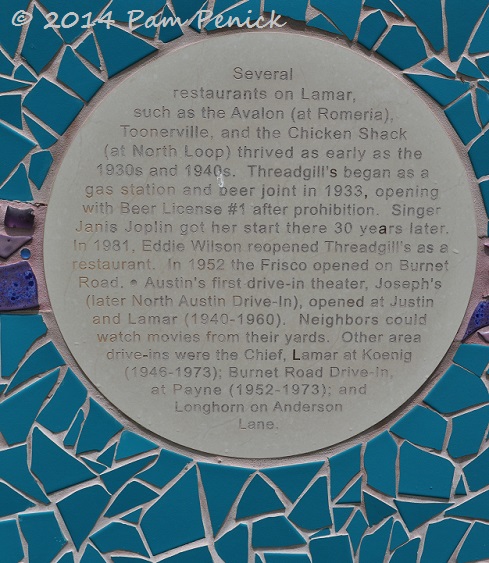 © 2014 Pam Penick
Several
restaurants on Lamar,
such as the Avalon (at Romeria),
Toonerville, and the Chicken Shack
(at North Loop) thrived as early as the
1930s and 1940s. Threadgill's began as a
gas station and beer joint in 1933, opening
with Beer License #1 after prohibition. Singer
Janis Joplin got her start there 30 years later.
In 1981, Eddie Wilson reopened Threadgill's as a
restaurant. In 1952 the Frisco opened on Burnet
Road. • Austin's first drive-in theater, Joseph's
(later North Austin Drive-In), opened at Justin
and Lamar (1940-1960). Neighbors could
watch movies from their yards. Other area
drive-ins were the Chief, Lamar at Koenig
(1946-1973); Burnet Road Drive-In,
at Payne (1952-1973); and
Longhorn on Anderson
Lane.